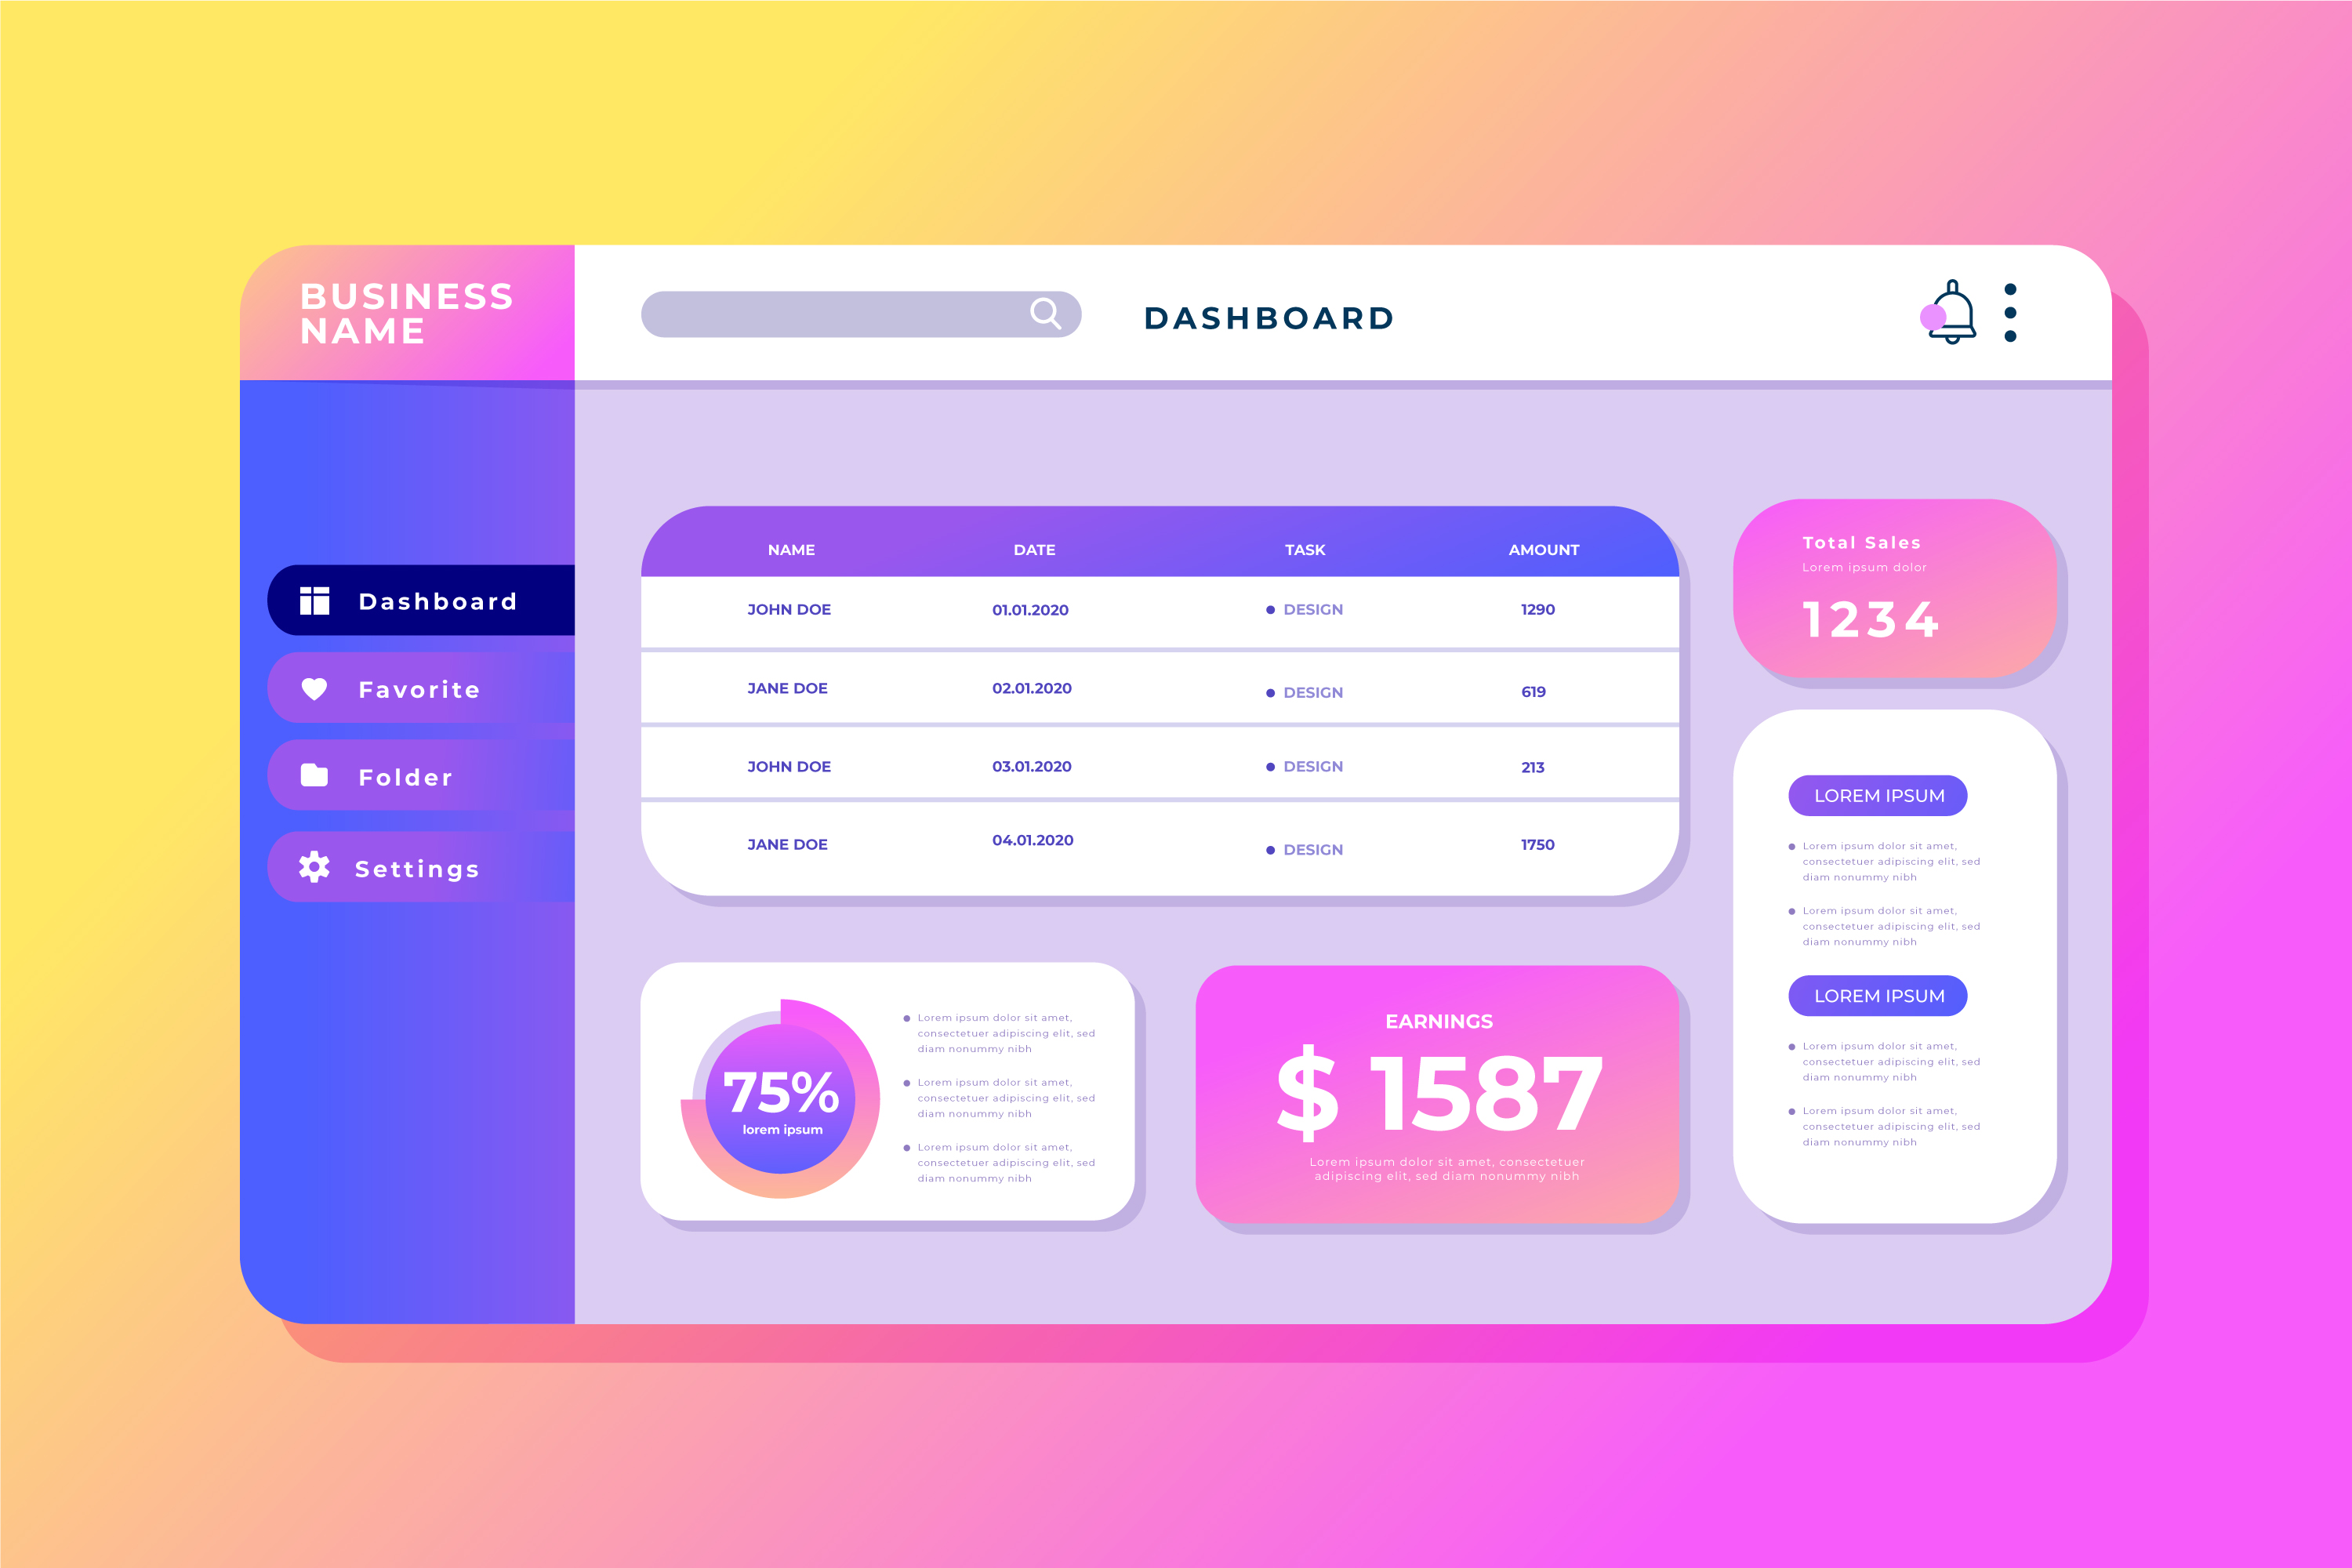 BUSINESS
NAME
DASHBOARD
Dashboard
Favorite
Folder
Settings
NAME DATE TASK AMOUNT
JOHN DOE 01.01.2020 DESIGN 1290
JANE DOE 02.01.2020 DESIGN 619
JOHN DOE 03.01.2020 DESIGN 213
JANE DOE 04.01.2020 DESIGN 1750
Total Sales
Lorem ipsum dolor
1234
LOREM IPSUM
Lorem ipsum dolor sit amet,
consectetuer adipiscing elit, sed
diam nonummy nibh
Lorem ipsum dolor sit amet,
consectetuer adipiscing elit, sed
diam nonummy nibh
LOREM IPSUM
Lorem ipsum dolor sit amet,
consectetuer adipiscing elit, sed
diam nonummy nibh
Lorem ipsum dolor sit amet,
consectetuer adipiscing elit, sed
diam nonummy nibh
75%
lorem ipsum
Lorem ipsum dolor sit amet,
consectetuer adipiscing elit, sed
diam nonummy nibh
Lorem ipsum dolor sit amet,
consectetuer adipiscing elit, sed
diam nonummy nibh
Lorem ipsum dolor sit amet,
consectetuer adipiscing elit, sed
diam nonummy nibh
EARNINGS
$ 1587
Lorem ipsum dolor sit amet, consectetuer
adipiscing elit, sed diam nonummy nibh